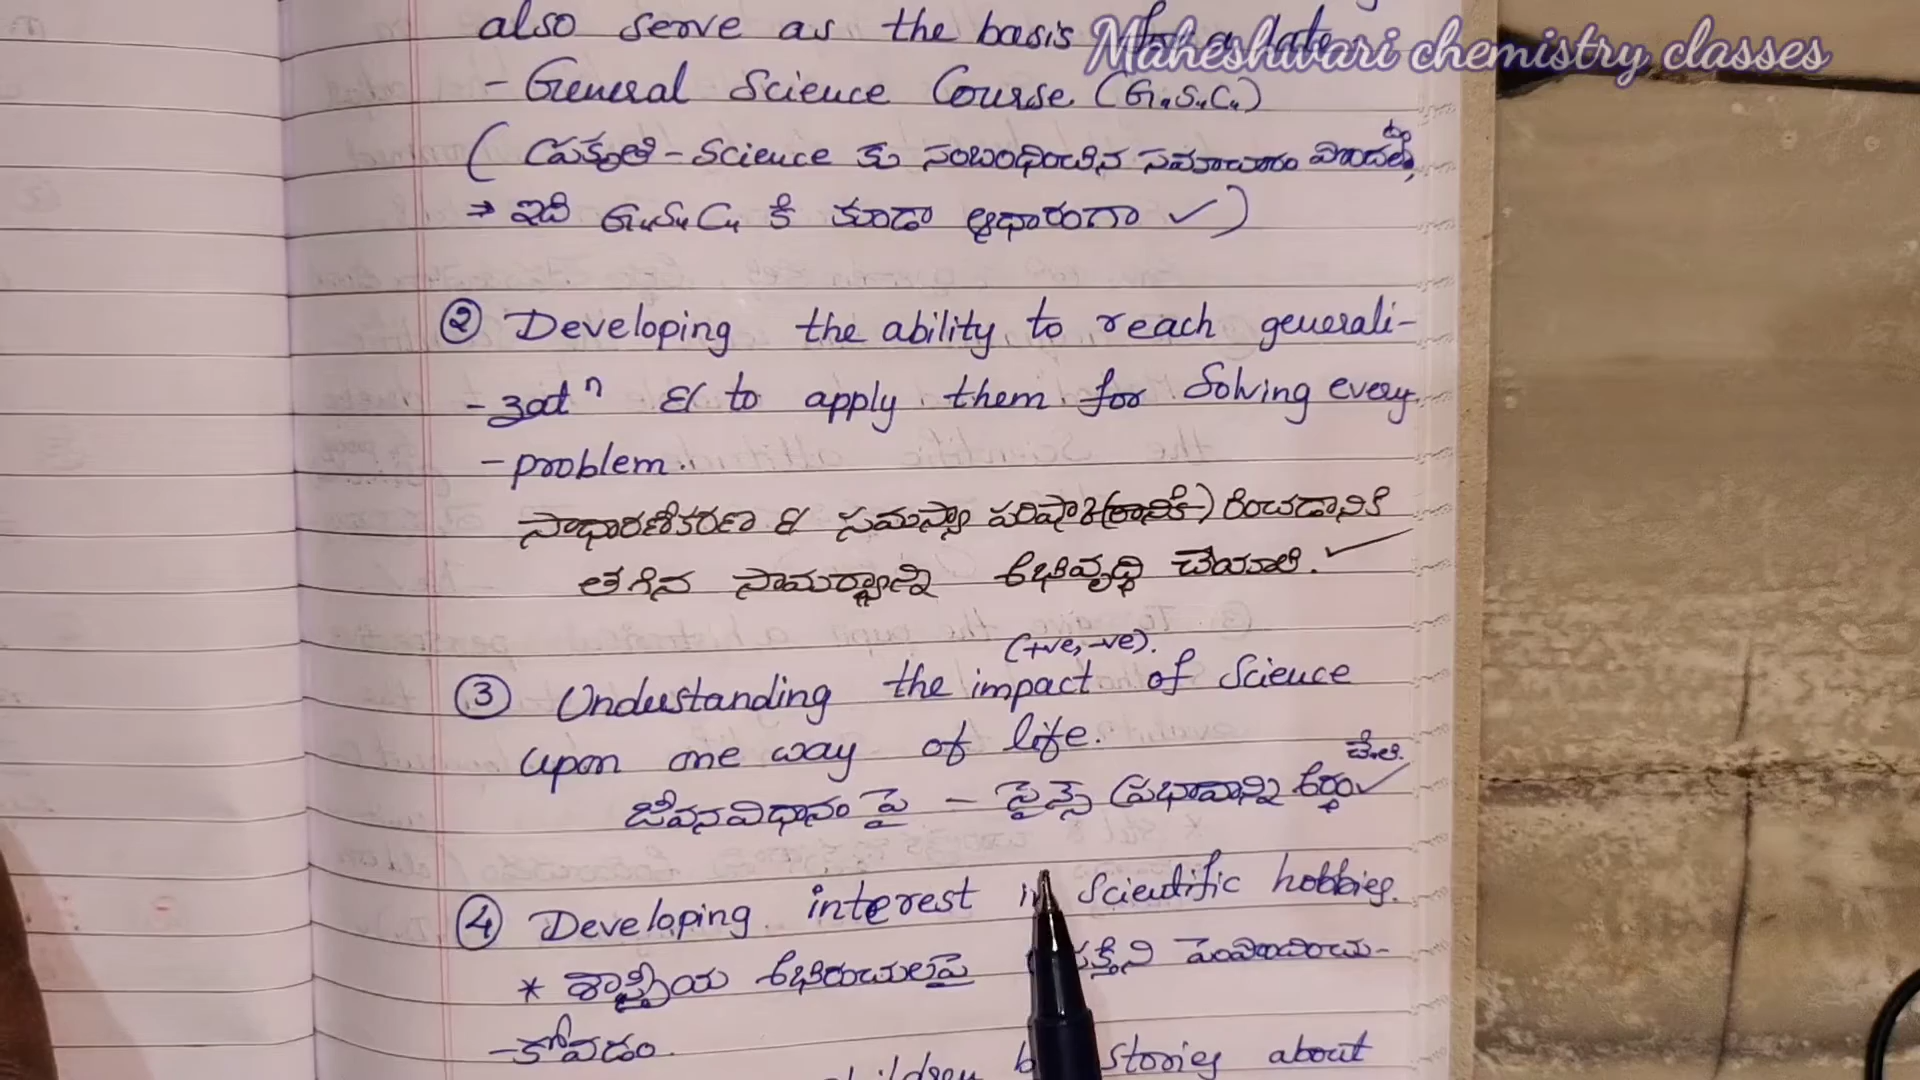 also serve as the basis for a late
Maheshwari chemistry classes
- General Science Course (G.S.C.)
( ప్రకృతి - Science కు సంబంధించిన సమాచారం
→ ఇది G.S.C. కి కూడా ఆధారంగా ✓ )
② Developing the ability to reach generali-
- zatⁿ & to apply them for Solving every
- problem.
సాధారణీకరణ & సమస్యా పరిష్క రించడానికి
తగిన సామర్థ్యాన్ని అభివృద్ధి చేయాలి. ✓
(+ve, -ve).
③ Understanding the impact of Science
upon one way of life.
చే.లి.
జీవనవిధానం పై - సైన్స్ ప్రభావాన్ని అర్థం ✓
④ Developing interest in Scientific hobbies.
* శాస్త్రీయ అభిరుచులపై పెంపొందించు-
- కోవడం.
stories about